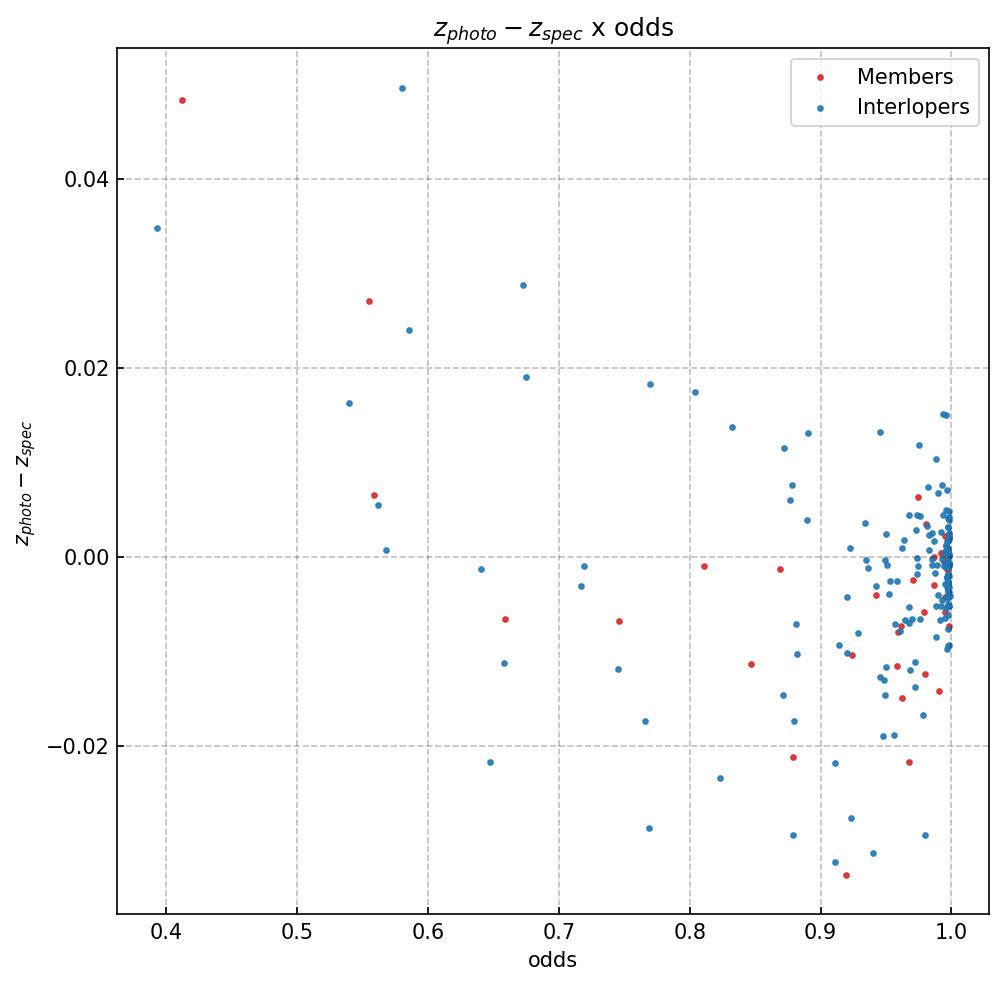 z_photo − z_spec x odds
Members
Interlopers
z_photo − z_spec
0.04
0.02
0.00
−0.02
0.4 0.5 0.6 0.7 0.8 0.9 1.0
odds